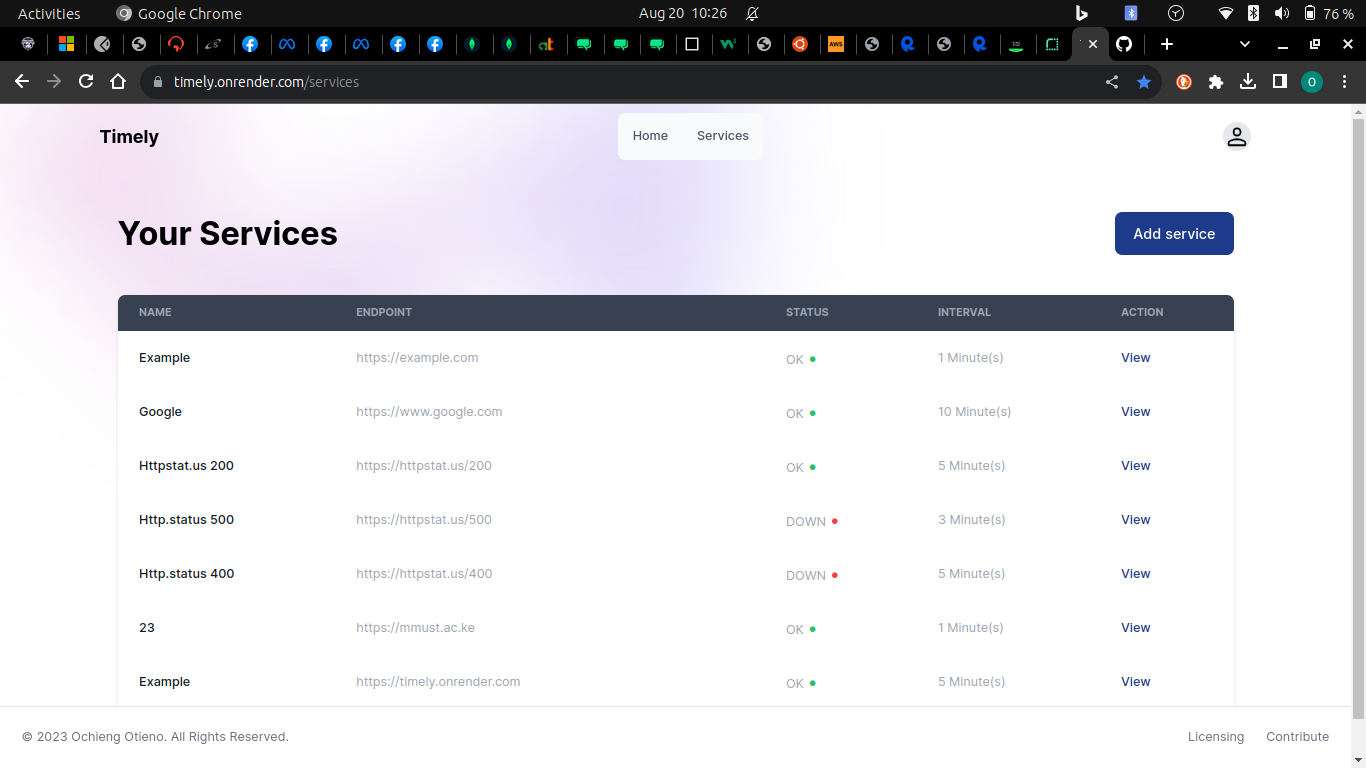 Activities Google Chrome Aug 20 10:26 76 %
timely.onrender.com/services O
Timely Home Services
Your Services Add service
NAME ENDPOINT STATUS INTERVAL ACTION
Example https://example.com OK 1 Minute(s) View
Google https://www.google.com OK 10 Minute(s) View
Httpstat.us 200 https://httpstat.us/200 OK 5 Minute(s) View
Http.status 500 https://httpstat.us/500 DOWN 3 Minute(s) View
Http.status 400 https://httpstat.us/400 DOWN 5 Minute(s) View
23 https://mmust.ac.ke OK 1 Minute(s) View
Example https://timely.onrender.com OK 5 Minute(s) View
© 2023 Ochieng Otieno. All Rights Reserved. Licensing Contribute